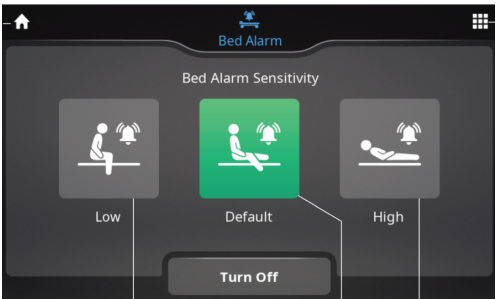 Bed Alarm
Bed Alarm Sensitivity
Low
Default
High
Turn Off